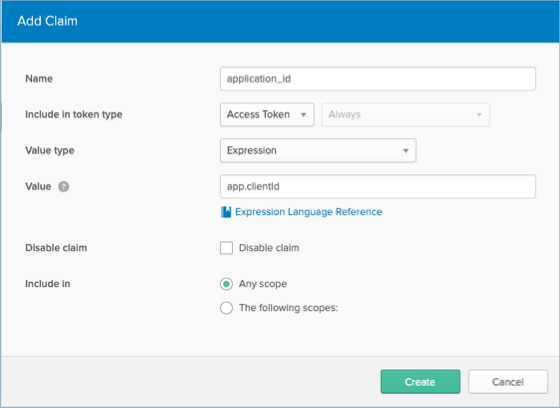 Add Claim
Name application_id
Include in token type Access Token Always
Value type Expression
Value ? app.clientId
Expression Language Reference
Disable claim Disable claim
Include in Any scope
The following scopes:
Create Cancel